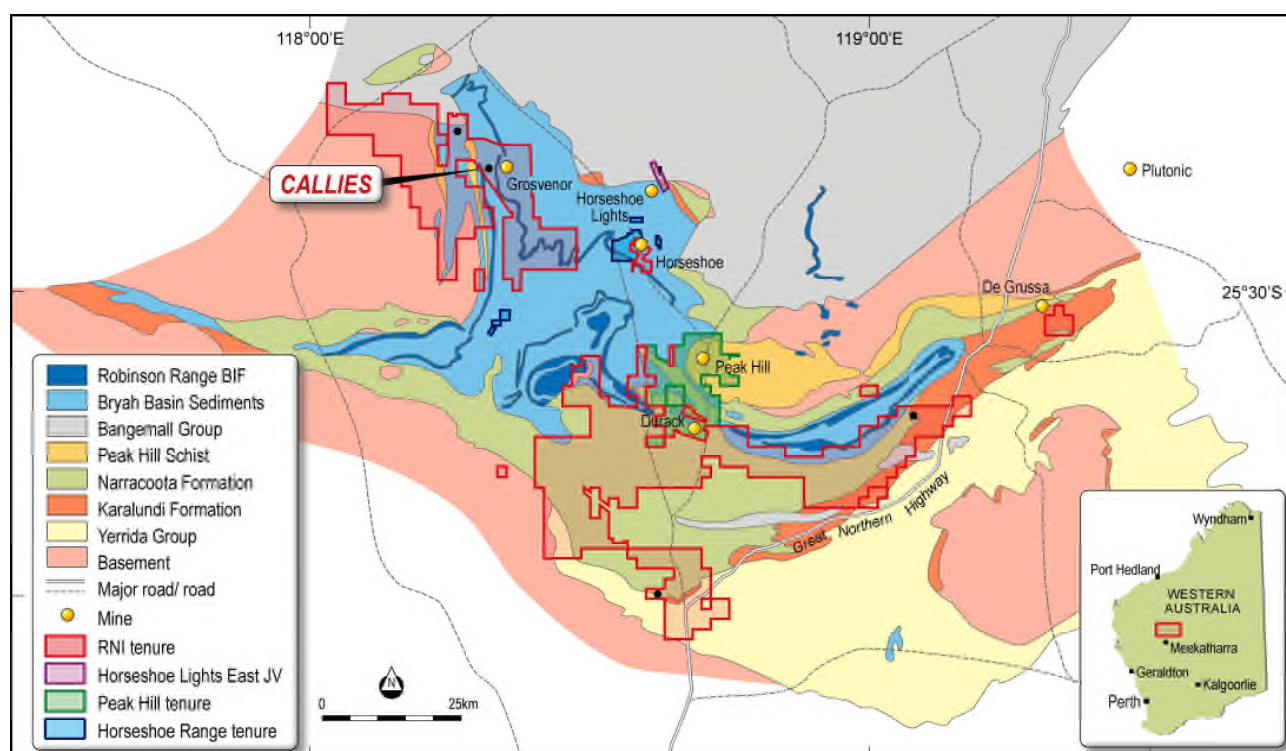 118°00'E
119°00'E
CALLIES
Grosvenor
Horseshoe
Lights
Horseshoe
Plutonic
De Grussa
25°30'S
Peak Hill
Durack
Great Northern Highway
Robinson Range BIF
Bryah Basin Sediments
Bangemall Group
Peak Hill Schist
Narracoota Formation
Karalundi Formation
Yerrida Group
Basement
Major road/ road
Mine
RNI tenure
Horseshoe Lights East JV
Peak Hill tenure
Horseshoe Range tenure
N
0
25km
Wyndham
Port Hedland
WESTERN
AUSTRALIA
Meekatharra
Geraldton
Kalgoorlie
Perth